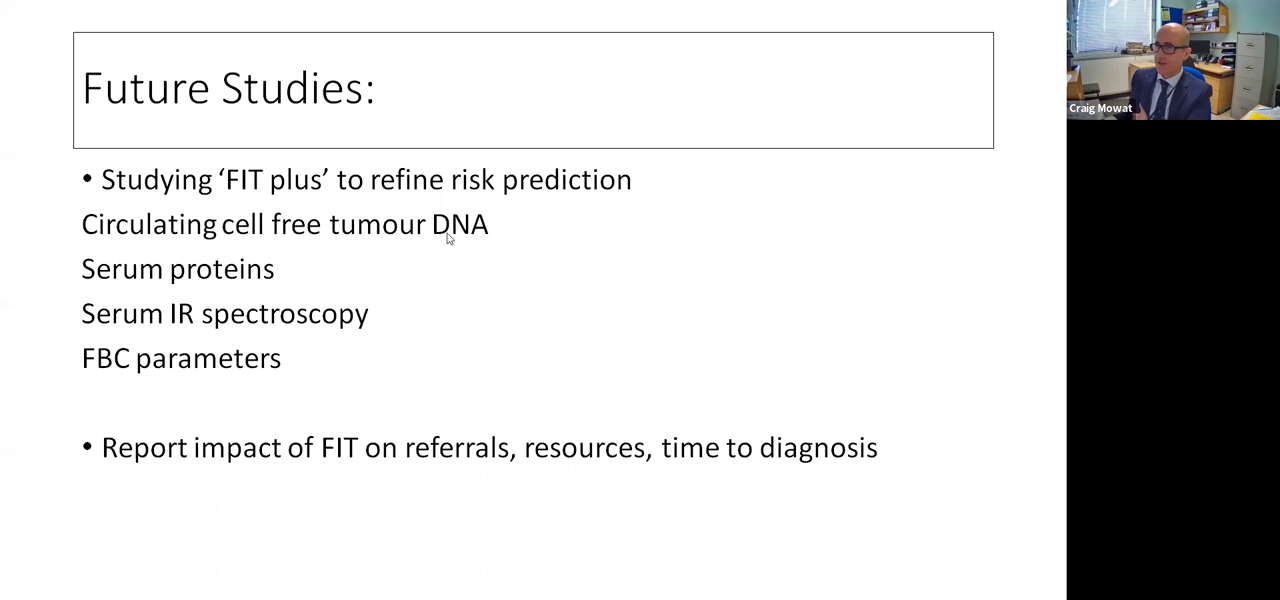 Future Studies:
• Studying ‘FIT plus’ to refine risk prediction
Circulating cell free tumour DNA
Serum proteins
Serum IR spectroscopy
FBC parameters
• Report impact of FIT on referrals, resources, time to diagnosis
Craig Mowat